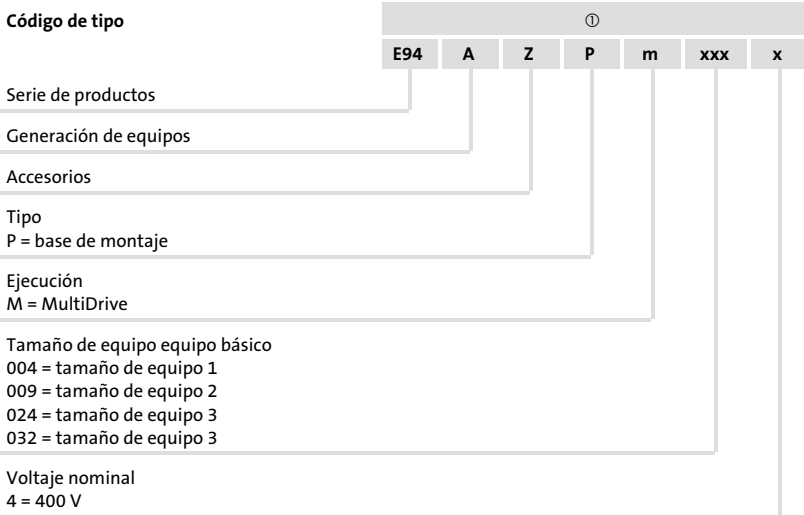 Código de tipo
①
E94 A Z P m xxx x
Serie de productos
Generación de equipos
Accesorios
Tipo
P = base de montaje
Ejecución
M = MultiDrive
Tamaño de equipo equipo básico
004 = tamaño de equipo 1
009 = tamaño de equipo 2
024 = tamaño de equipo 3
032 = tamaño de equipo 3
Voltaje nominal
4 = 400 V